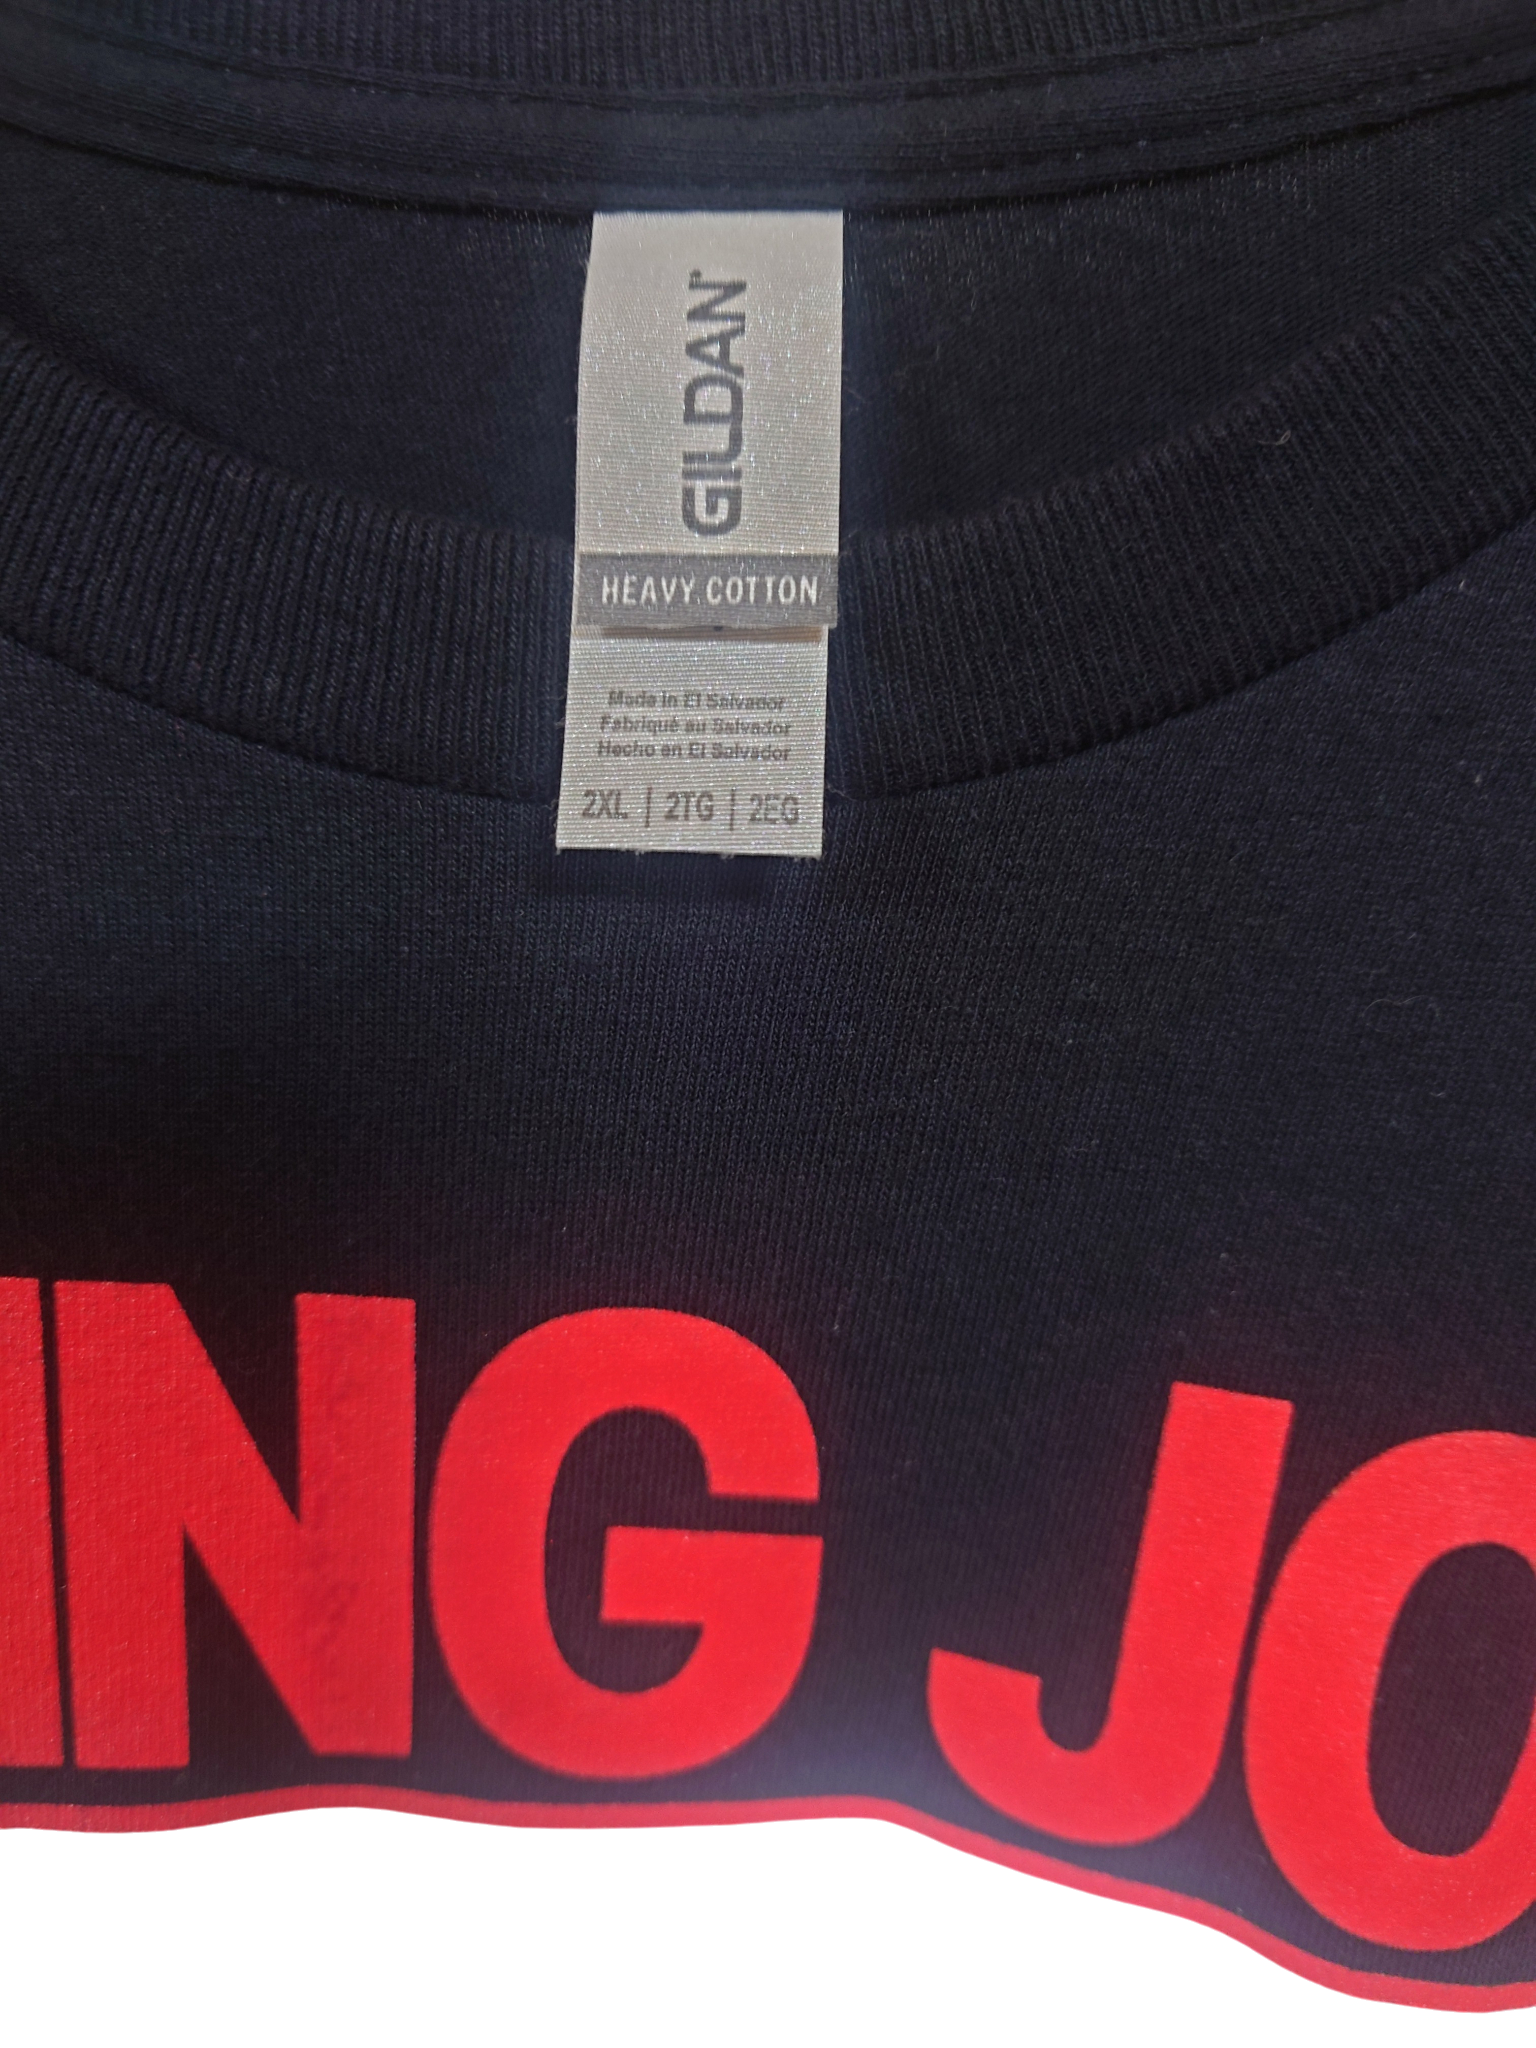 GILDAN
HEAVY COTTON
Made in El Salvador
Fabriqué au Salvador
Hecho en El Salvador
2XL | 2TG | 2EG
ING JO